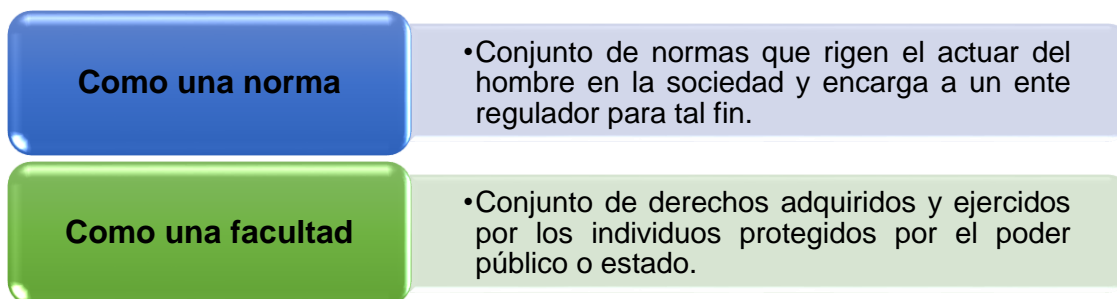 Como una norma
•Conjunto de normas que rigen el actuar del
hombre en la sociedad y encarga a un ente
regulador para tal fin.
Como una facultad
•Conjunto de derechos adquiridos y ejercidos
por los individuos protegidos por el poder
público o estado.